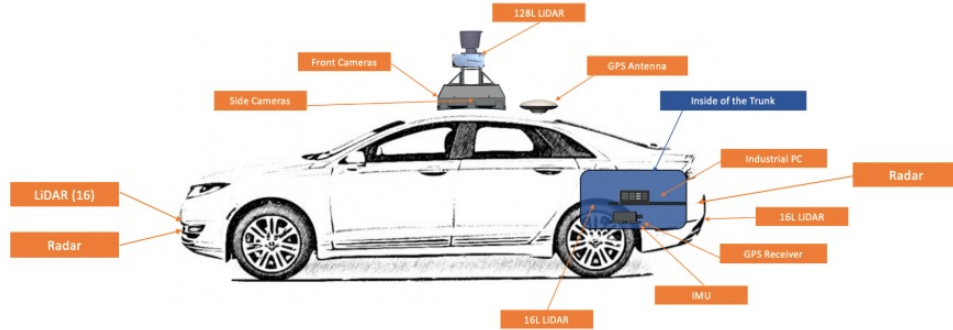 128L LiDAR
Front Cameras
GPS Antenna
Side Cameras
Inside of the Trunk
Industrial PC
Radar
LiDAR (16)
16L LiDAR
Radar
GPS Receiver
IMU
16L LiDAR